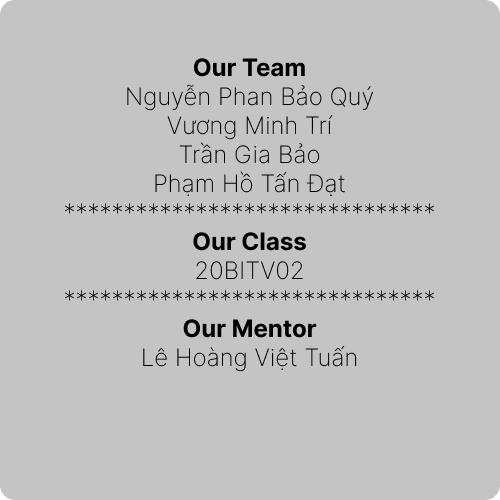 Our Team
Nguyễn Phan Bảo Quý
Vương Minh Trí
Trần Gia Bảo
Phạm Hồ Tấn Đạt
*******************************
Our Class
20BITV02
*******************************
Our Mentor
Lê Hoàng Việt Tuấn